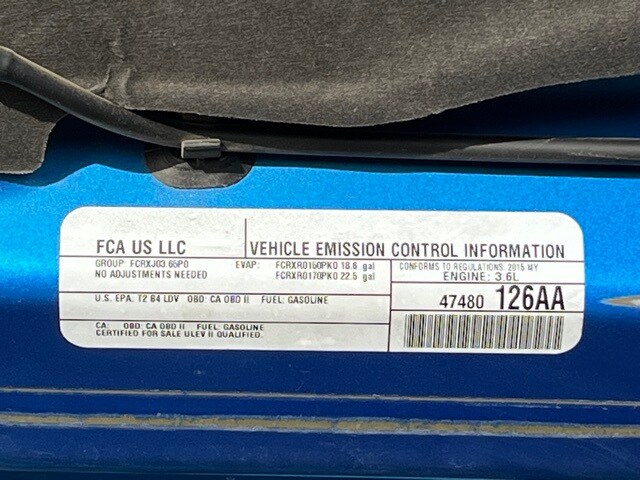 FCA US LLC
VEHICLE EMISSION CONTROL INFORMATION
GROUP: FCRXJ03.65P0
NO ADJUSTMENTS NEEDED
EVAP: FCRXR0150PK0 18.6 gal
FCRXR0170PK0 22.5 gal
CONFORMS TO REGULATIONS: 2015 MY
ENGINE: 3.6L
U.S. EPA: T2 B4 LDV OBD: CA OBD II FUEL: GASOLINE
47480 126AA
CA: OBD: CA OBD II FUEL: GASOLINE
CERTIFIED FOR SALE ULEV II QUALIFIED.